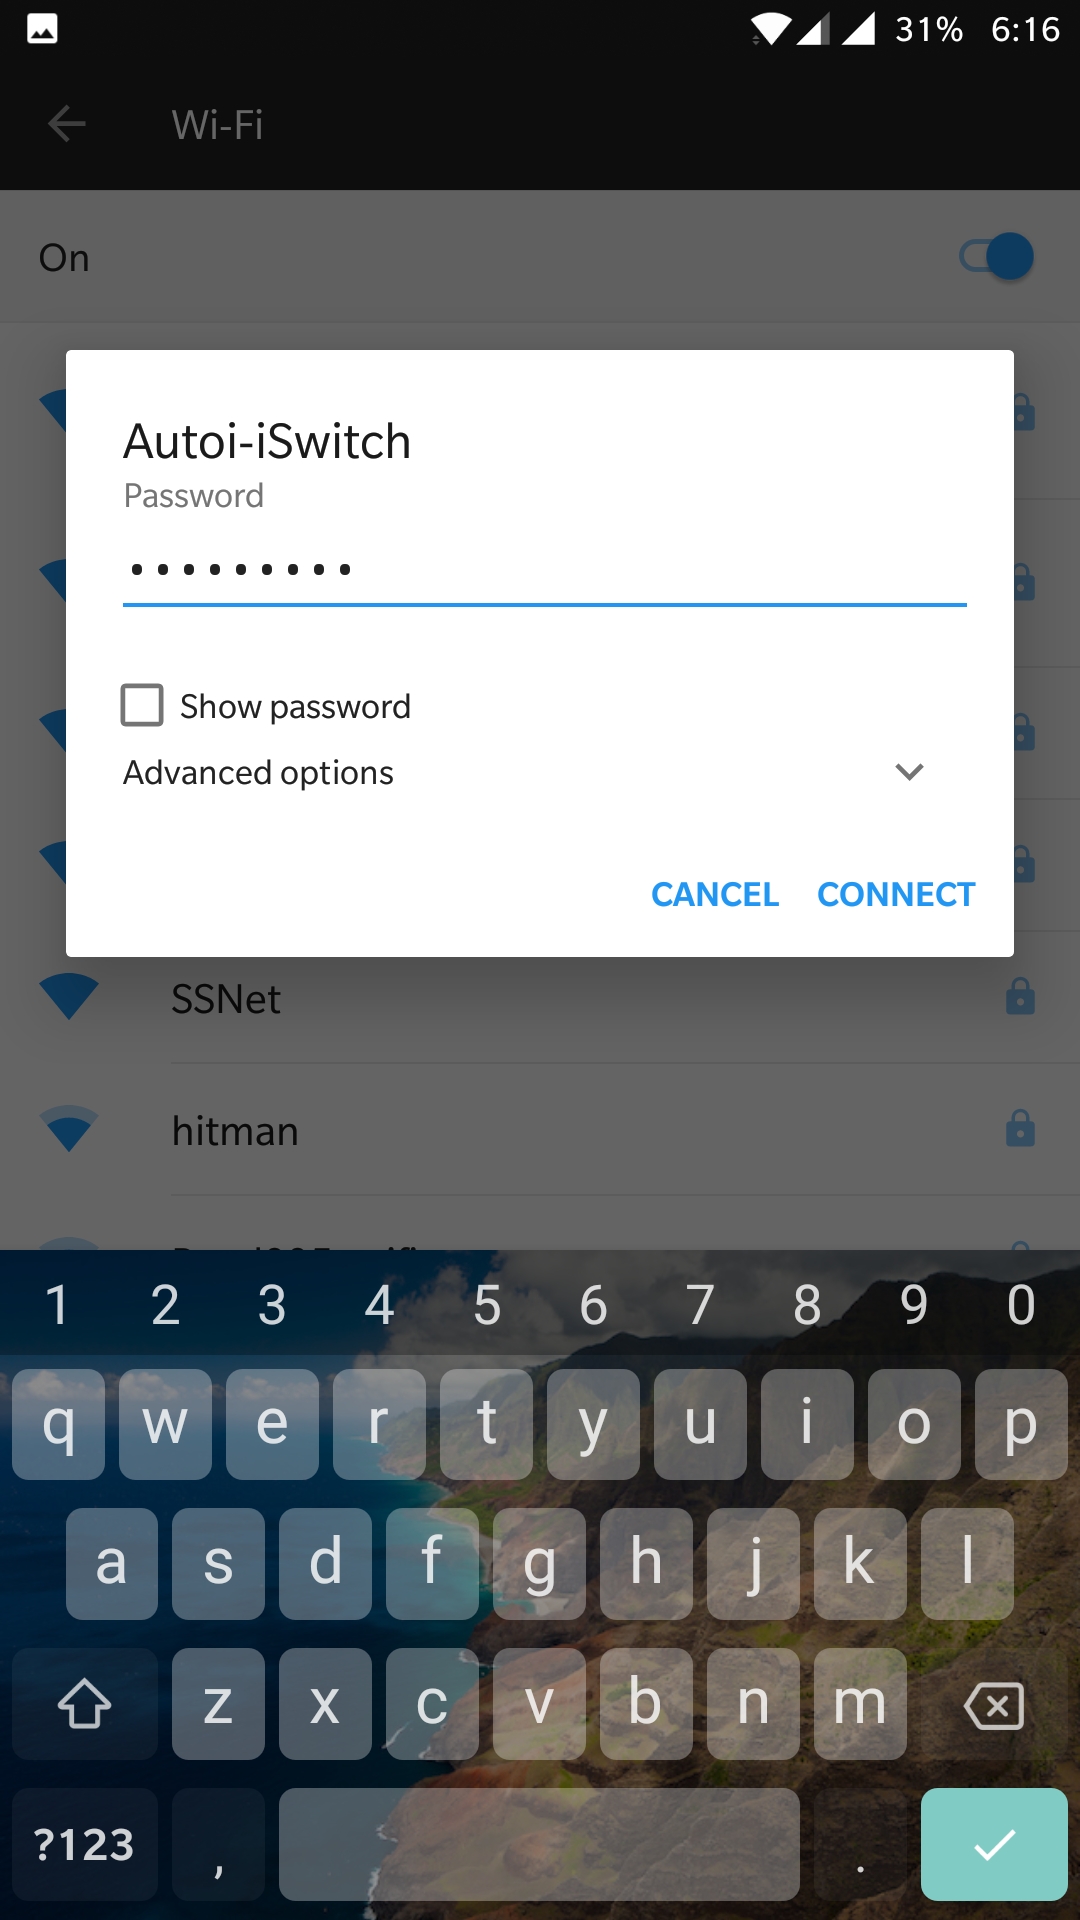 31% 6:16
Wi-Fi
On
Autoi-iSwitch
Password
•••••••••
Show password
Advanced options
CANCEL CONNECT
SSNet
hitman
1 2 3 4 5 6 7 8 9 0
q w e r t y u i o p
a s d f g h j k l
z x c v b n m
?123 , .